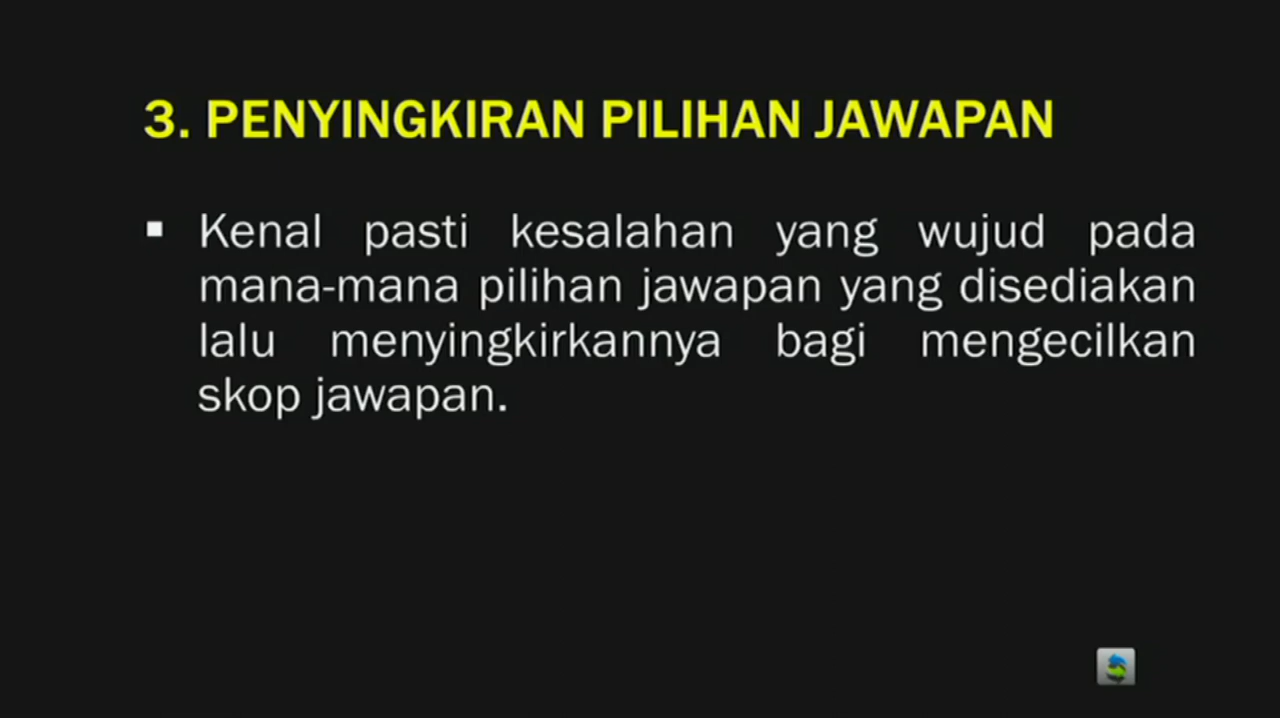 3. PENYINGKIRAN PILIHAN JAWAPAN
▪ Kenal pasti kesalahan yang wujud pada
mana-mana pilihan jawapan yang disediakan
lalu menyingkirkannya bagi mengecilkan
skop jawapan.